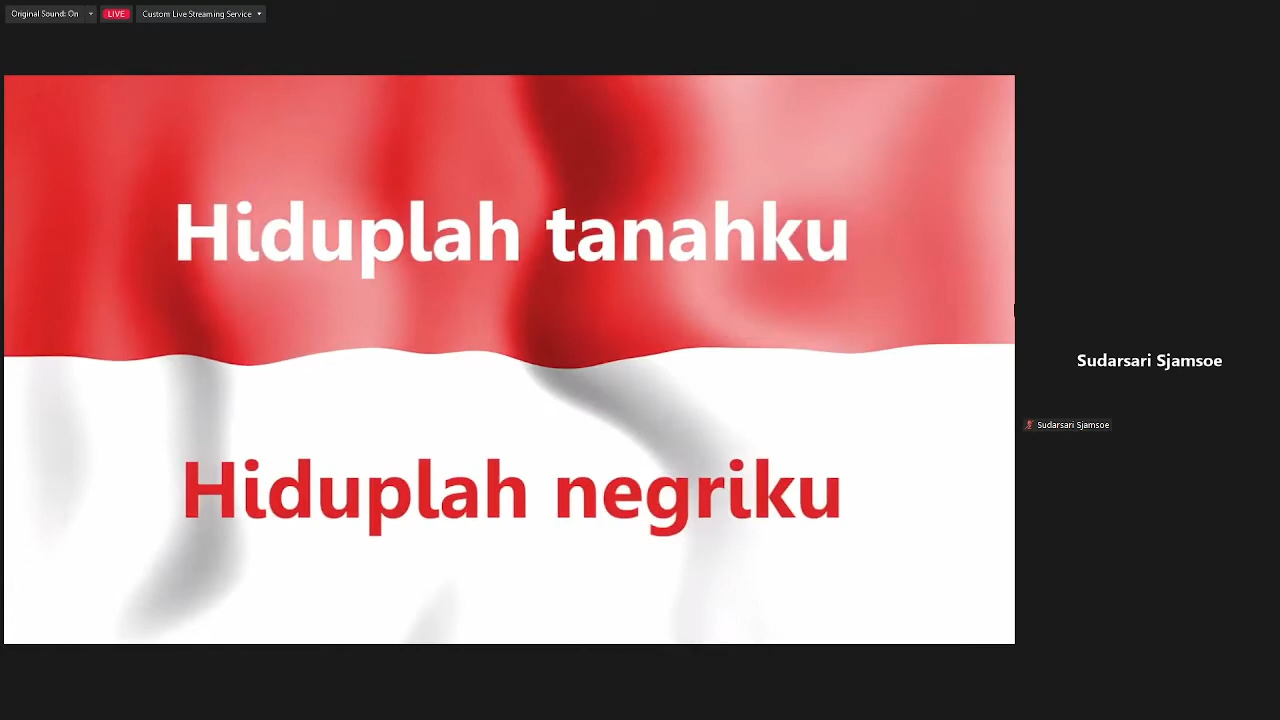 Original Sound: On
LIVE
Custom Live Streaming Service
Hiduplah tanahku
Hiduplah negriku
Sudarsari Sjamsoe
Sudarsari Sjamsoe